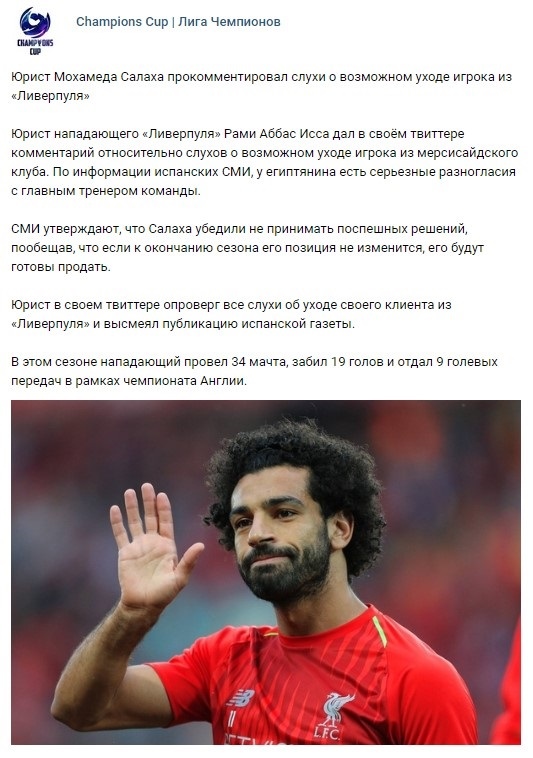 CHAMPIONS
CUP
Champions Cup | Лига Чемпионов
Юрист Мохамеда Салаха прокомментировал слухи о возможном уходе игрока из
«Ливерпуля»
Юрист нападающего «Ливерпуля» Рами Аббас Исса дал в своём твиттере
комментарий относительно слухов о возможном уходе игрока из мерсисайдского
клуба. По информации испанских СМИ, у египтянина есть серьезные разногласия
с главным тренером команды.
СМИ утверждают, что Салаха убедили не принимать поспешных решений,
пообещав, что если к окончанию сезона его позиция не изменится, его будут
готовы продать.
Юрист в своем твиттере опроверг все слухи об уходе своего клиента из
«Ливерпуля» и высмеял публикацию испанской газеты.
В этом сезоне нападающий провел 34 мачта, забил 19 голов и отдал 9 голевых
передач в рамках чемпионата Англии.
11
L.F.C.